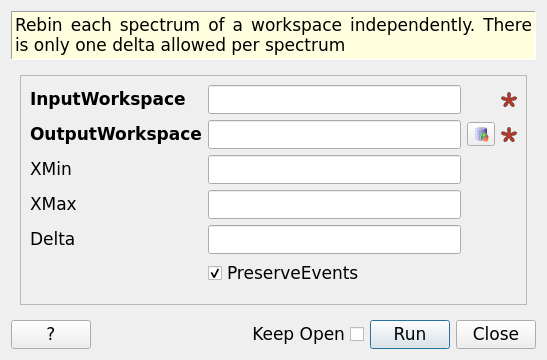 Rebin each spectrum of a workspace independently. There
is only one delta allowed per spectrum
InputWorkspace
OutputWorkspace
XMin
XMax
Delta
PreserveEvents
? Keep Open Run Close